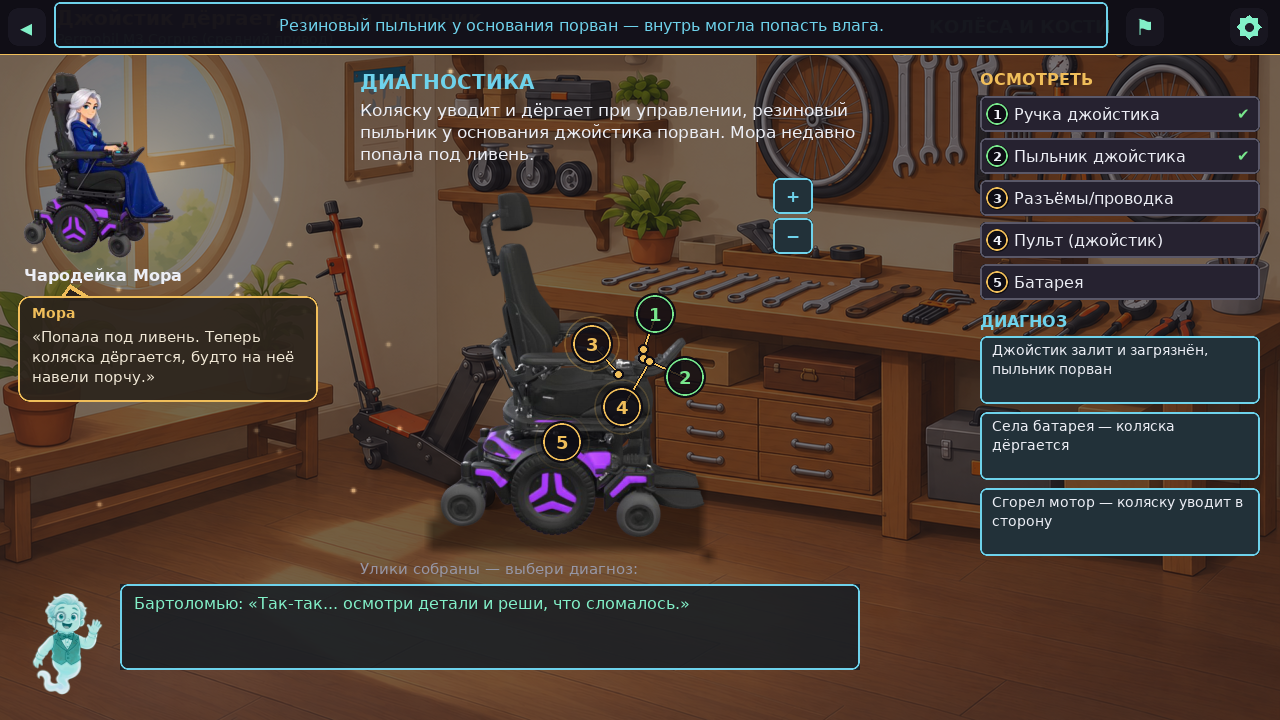 Резиновый пыльник у основания порван — внутрь могла попасть влага.
ДИАГНОСТИКА
Коляску уводит и дёргает при управлении, резиновый
пыльник у основания джойстика порван. Мора недавно
попала под ливень.
+
−
Чародейка Мора
Мора
«Попала под ливень. Теперь
коляска дёргается, будто на неё
навели порчу.»
1
2
3
4
5
ОСМОТРЕТЬ
1 Ручка джойстика ✔
2 Пыльник джойстика ✔
3 Разъёмы/проводка
4 Пульт (джойстик)
5 Батарея
ДИАГНОЗ
Джойстик залит и загрязнён,
пыльник порван
Села батарея — коляска
дёргается
Сгорел мотор — коляску уводит в
сторону
Улики собраны — выбери диагноз:
Бартоломью: «Так-так… осмотри детали и реши, что сломалось.»